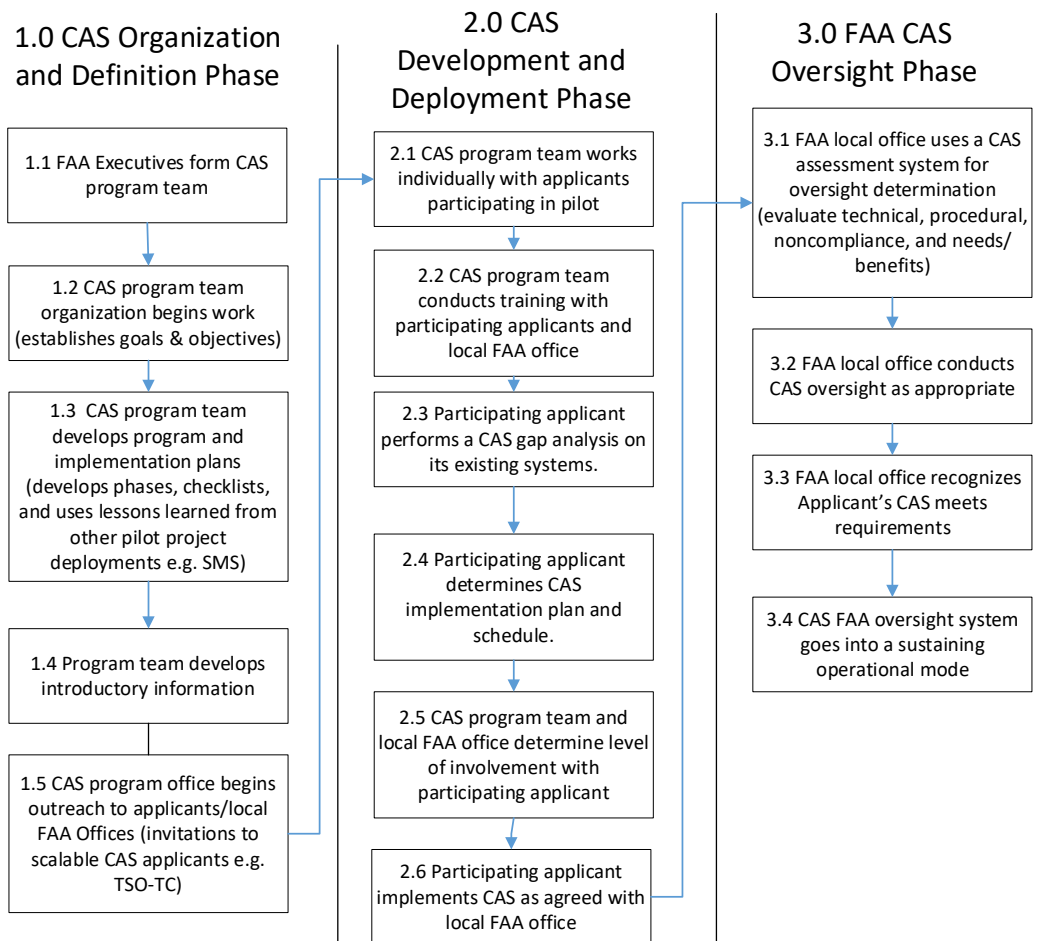 1.0 CAS Organization
and Definition Phase
1.1 FAA Executives form CAS
program team
1.2 CAS program team
organization begins work
(establishes goals & objectives)
1.3 CAS program team
develops program and
implementation plans
(develops phases, checklists,
and uses lessons learned from
other pilot project
deployments e.g. SMS)
1.4 Program team develops
introductory information
1.5 CAS program office begins
outreach to applicants/local
FAA Offices (invitations to
scalable CAS applicants e.g.
TSO-TC)
2.0 CAS
Development and
Deployment Phase
2.1 CAS program team works
individually with applicants
participating in pilot
2.2 CAS program team
conducts training with
participating applicants and
local FAA office
2.3 Participating applicant
performs a CAS gap analysis on
its existing systems.
2.4 Participating applicant
determines CAS
implementation plan and
schedule.
2.5 CAS program team and
local FAA office determine level
of involvement with
participating applicant
2.6 Participating applicant
implements CAS as agreed with
local FAA office
3.0 FAA CAS
Oversight Phase
3.1 FAA local office uses a CAS
assessment system for
oversight determination
(evaluate technical, procedural,
noncompliance, and needs/
benefits)
3.2 FAA local office conducts
CAS oversight as appropriate
3.3 FAA local office recognizes
Applicant’s CAS meets
requirements
3.4 CAS FAA oversight system
goes into a sustaining
operational mode